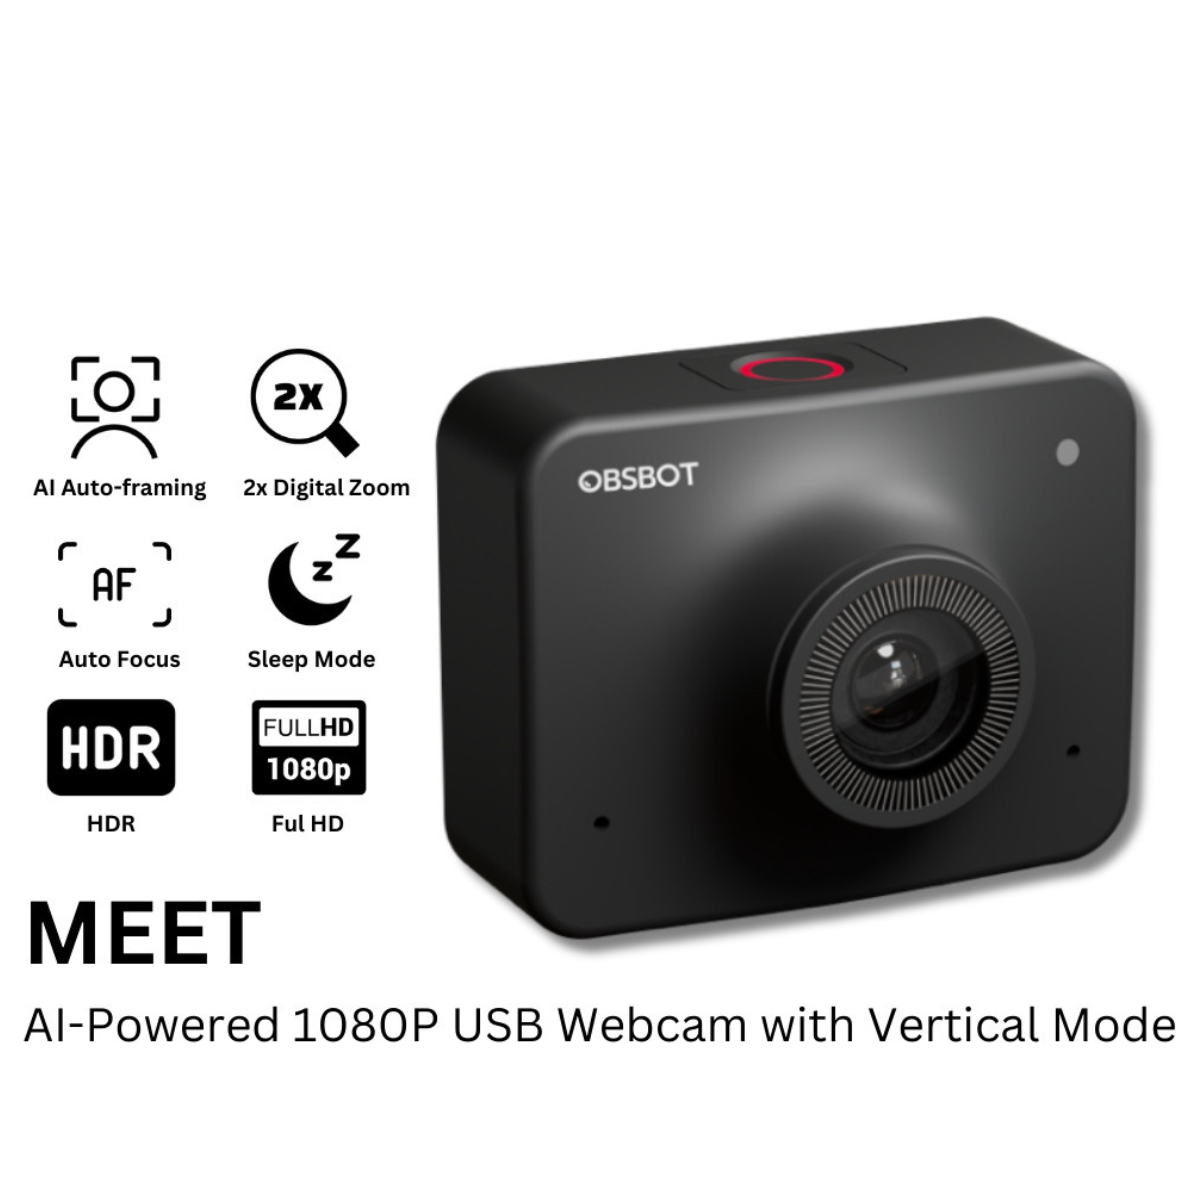 2X
AI Auto-framing
2x Digital Zoom
AF
Z
Z
Auto Focus
Sleep Mode
HDR
FULLHD
1080p
HDR
Ful HD
OBSBOT
MEET
AI-Powered 1080P USB Webcam with Vertical Mode